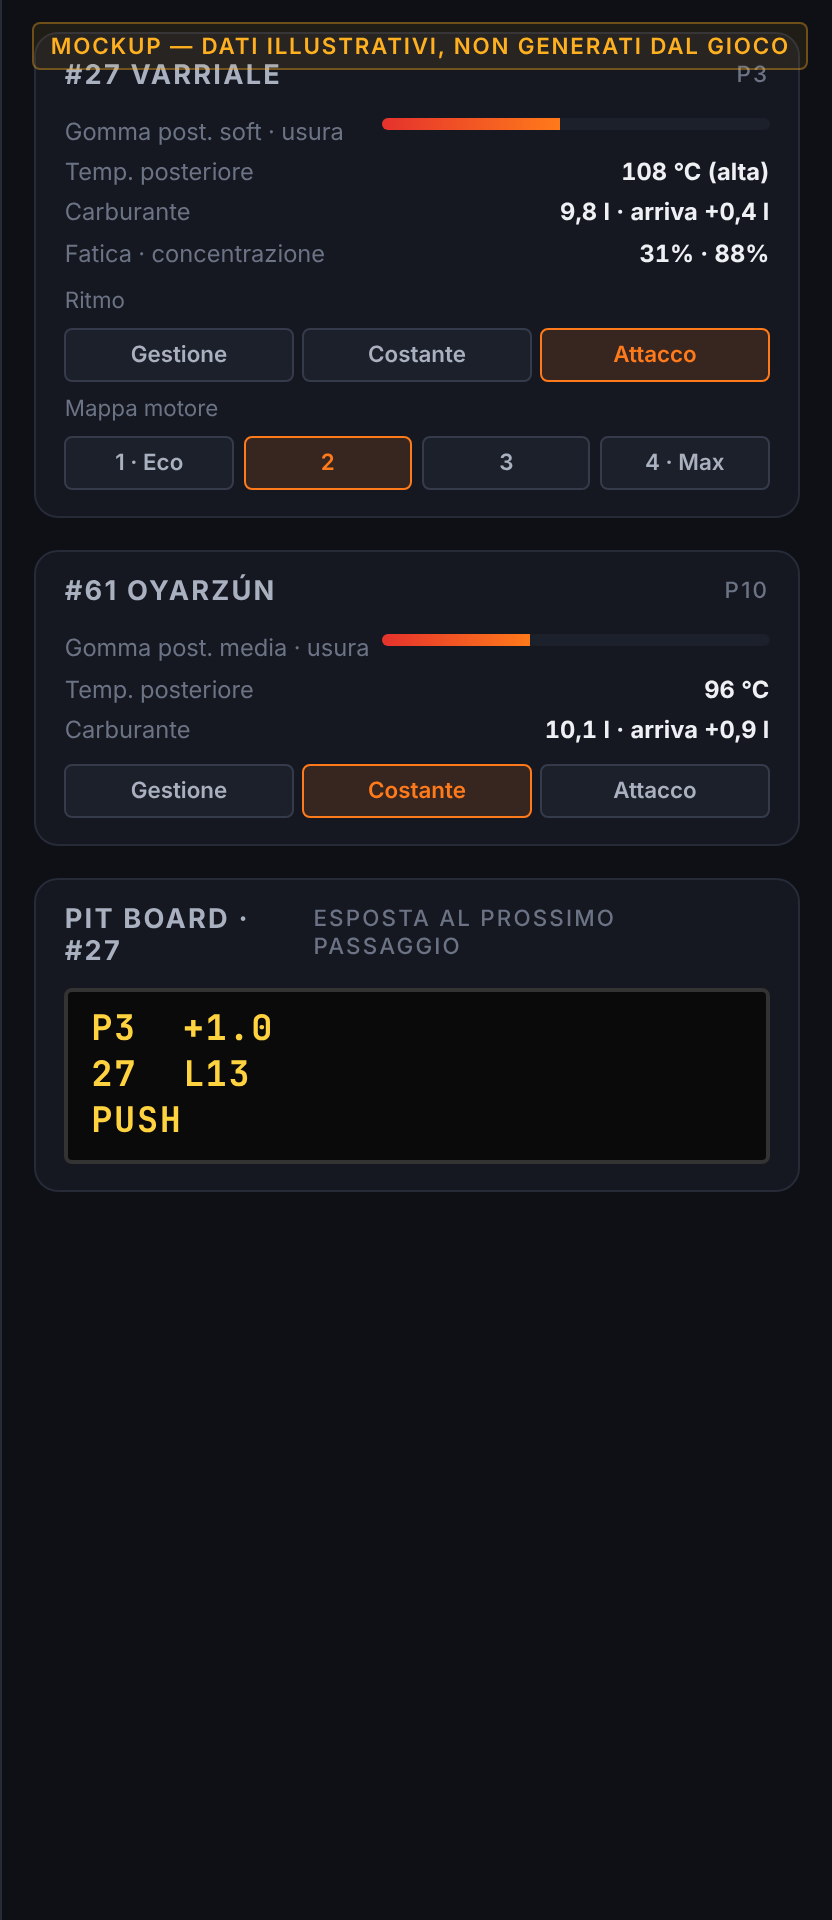 MOCKUP — DATI ILLUSTRATIVI, NON GENERATI DAL GIOCO
#27 VARRIALE P3
Gomma post. soft · usura
Temp. posteriore 108 °C (alta)
Carburante 9,8 l · arriva +0,4 l
Fatica · concentrazione 31% · 88%
Ritmo
Gestione Costante Attacco
Mappa motore
1 · Eco 2 3 4 · Max
#61 OYARZÚN P10
Gomma post. media · usura
Temp. posteriore 96 °C
Carburante 10,1 l · arriva +0,9 l
Gestione Costante Attacco
PIT BOARD ·
#27
ESPOSTA AL PROSSIMO
PASSAGGIO
P3 +1.0
27 L13
PUSH